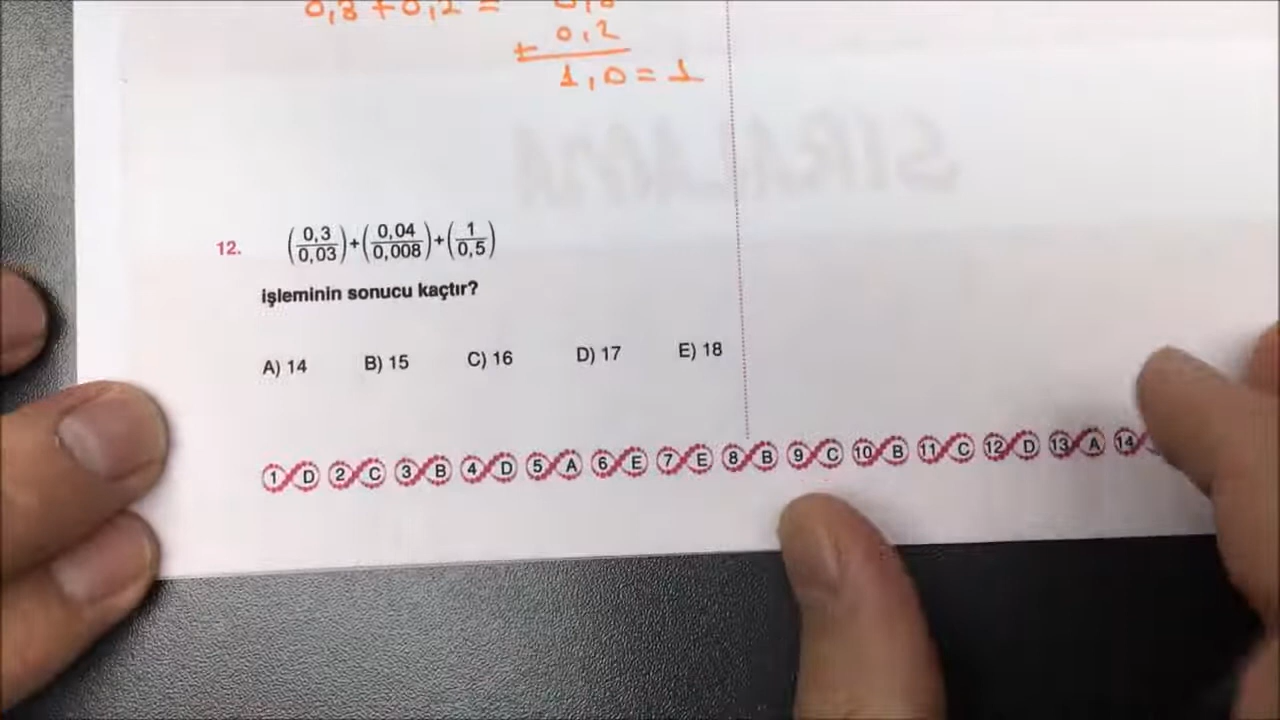 0,8 + 0,2 =
+ 0,2
1,0 = 1
SIRALAMA
12. (0,3/0,03) + (0,04/0,008) + (1/0,5)
işleminin sonucu kaçtır?
A) 14 B) 15 C) 16 D) 17 E) 18
1 D 2 C 3 B 4 D 5 A 6 E 7 E 8 B 9 C 10 B 11 C 12 D 13 A 14